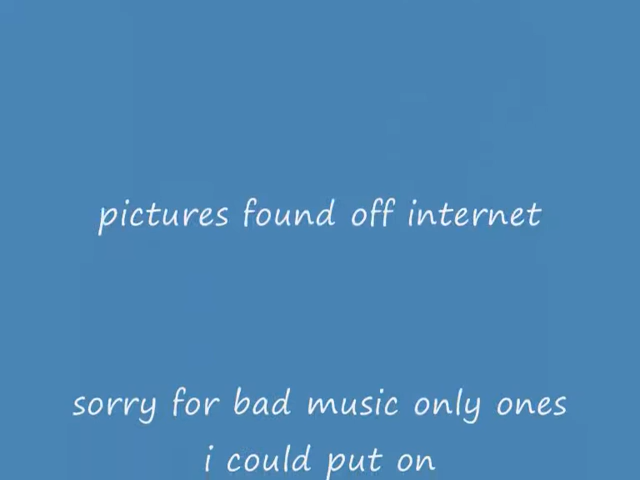 pictures found off internet
sorry for bad music only ones
i could put on